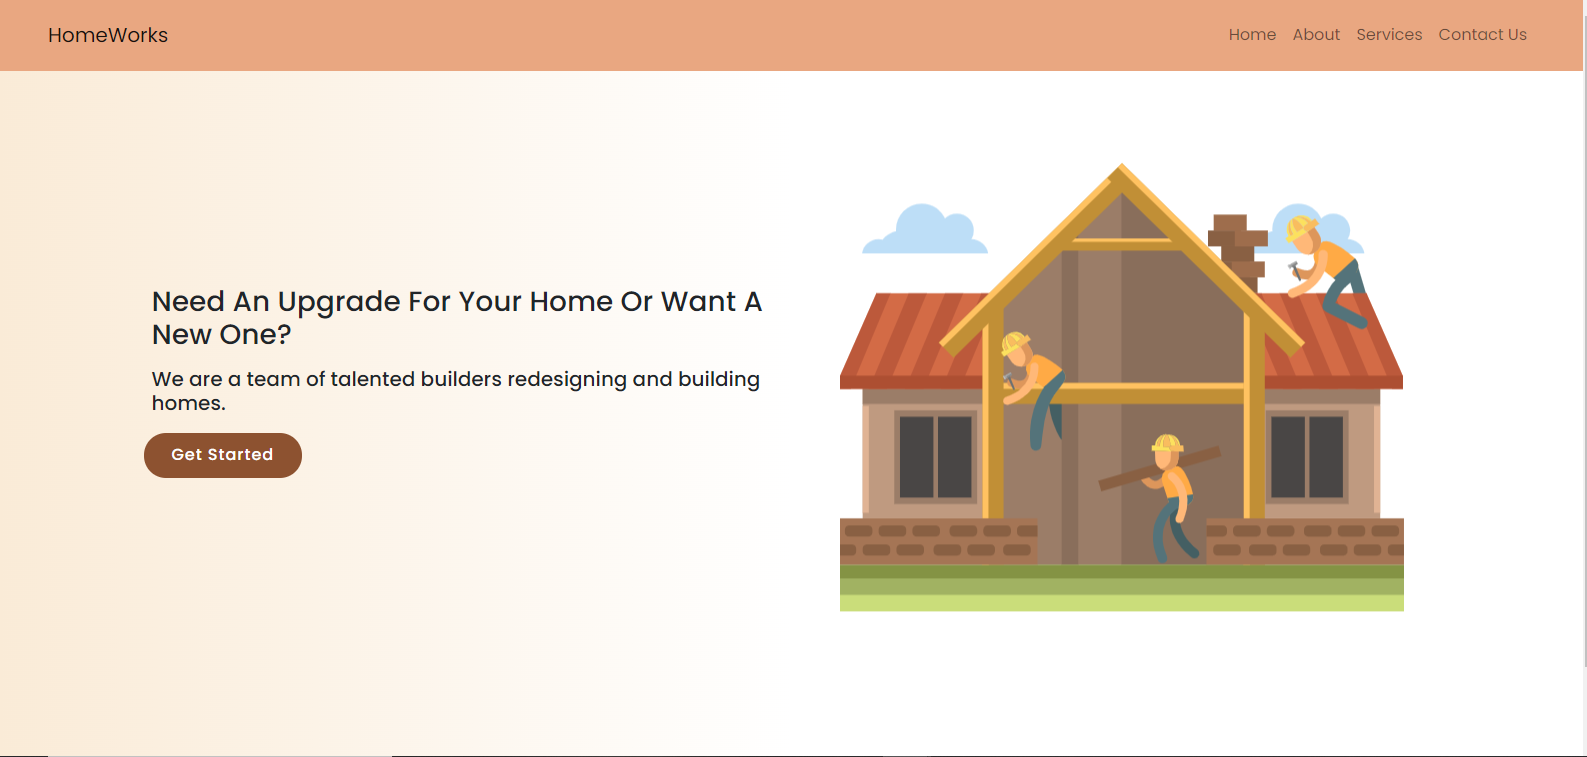 HomeWorks
Home About Services Contact Us
Need An Upgrade For Your Home Or Want A
New One?
We are a team of talented builders redesigning and building
homes.
Get Started